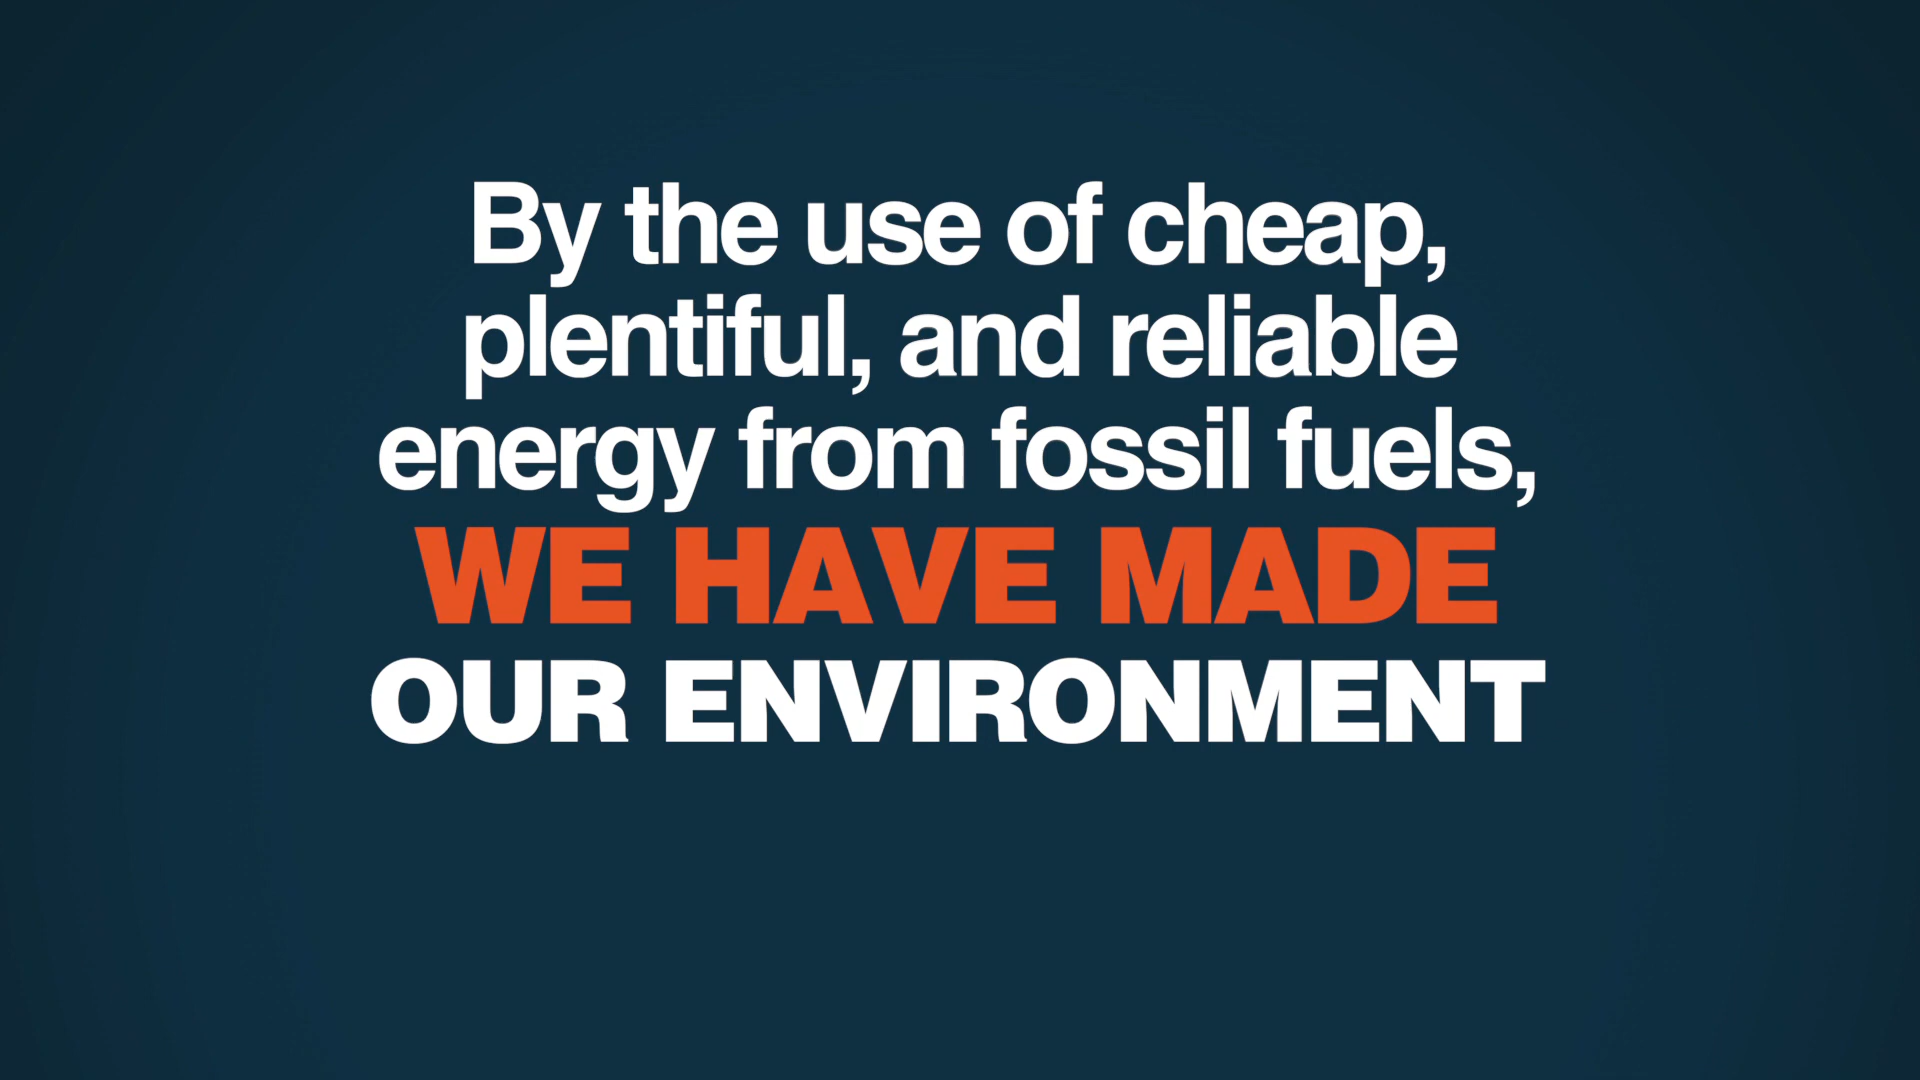 By the use of cheap,
plentiful, and reliable
energy from fossil fuels,
WE HAVE MADE
OUR ENVIRONMENT